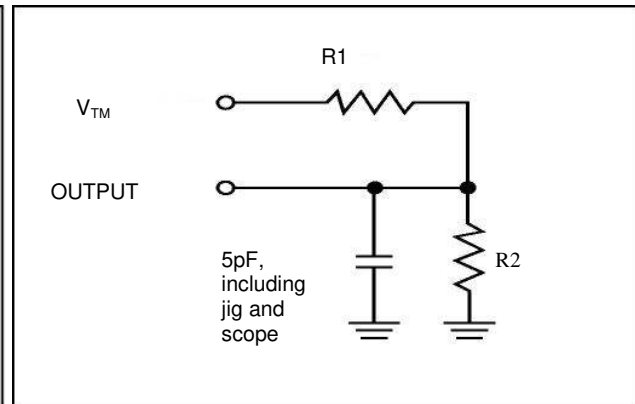 R1
V_TM
OUTPUT
5pF,
including
jig and
scope
R2